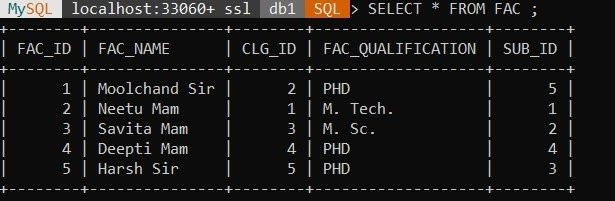 MySQL localhost:33060+ ssl db1 SQL > SELECT * FROM FAC ;
+--------+---------------+--------+-------------------+--------+
| FAC_ID | FAC_NAME      | CLG_ID | FAC_QUALIFICATION | SUB_ID |
+--------+---------------+--------+-------------------+--------+
|      1 | Moolchand Sir |      2 | PHD               |      5 |
|      2 | Neetu Mam     |      1 | M. Tech.          |      1 |
|      3 | Savita Mam    |      3 | M. Sc.            |      2 |
|      4 | Deepti Mam    |      4 | PHD               |      4 |
|      5 | Harsh Sir     |      5 | PHD               |      3 |
+--------+---------------+--------+-------------------+--------+